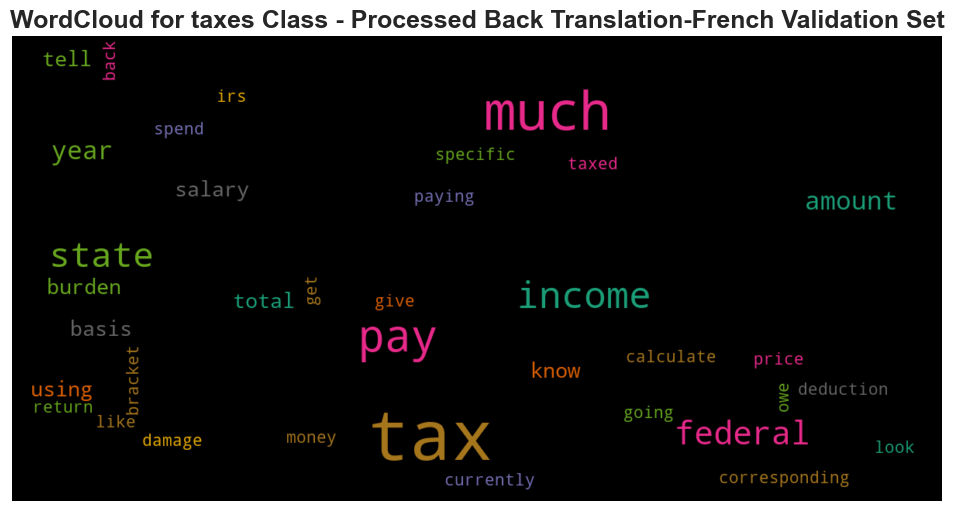 WordCloud for taxes Class - Processed Back Translation-French Validation Set
tell
back
irs
much
spend
year
specific
taxed
salary
paying
amount
state
burden
total
get
give
income
basis
pay
bracket
know
calculate
price
using
return
like
damage
money
tax
currently
going
owe
deduction
federal
look
corresponding